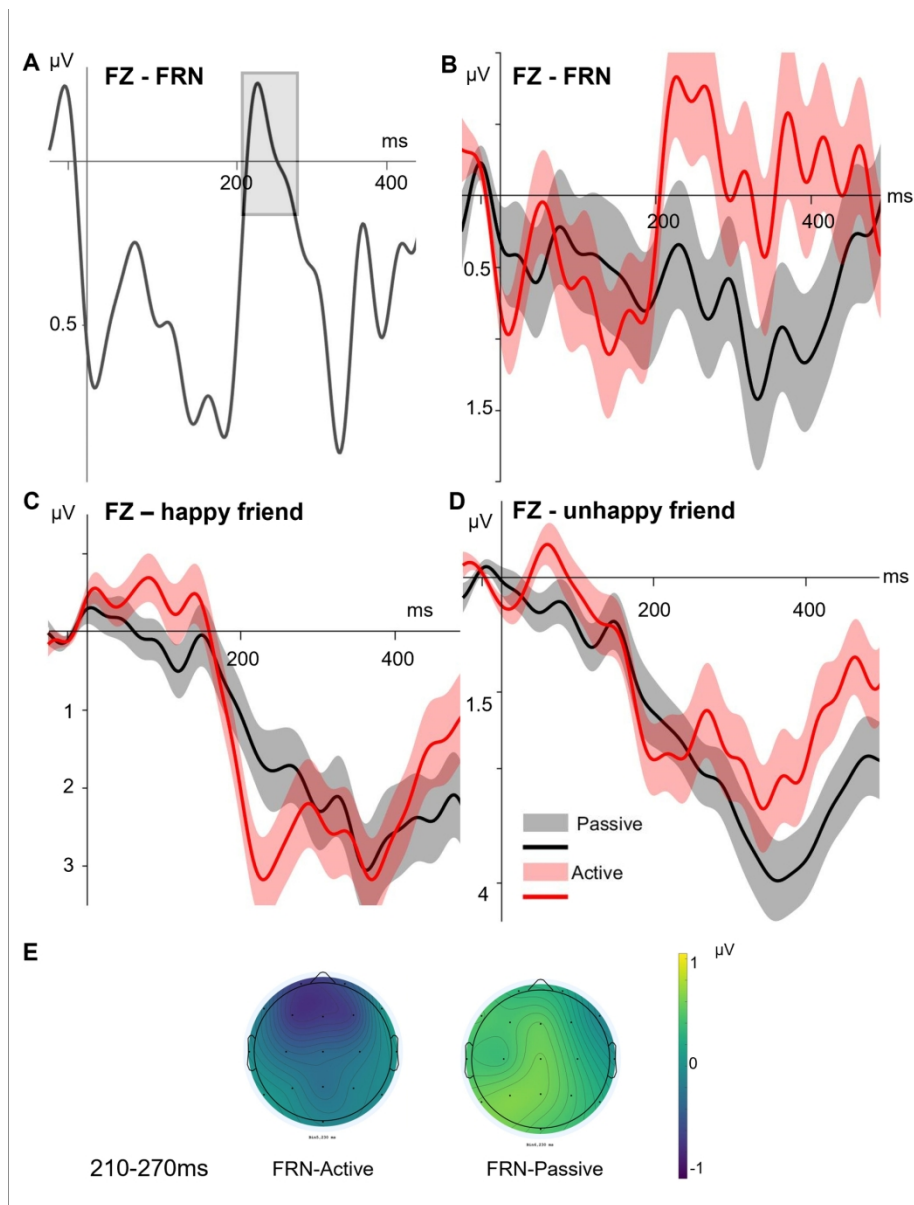 A
µV
FZ - FRN
ms
200
400
0.5
B
µV
FZ - FRN
ms
200
400
0.5
1.5
C
µV
FZ – happy friend
ms
200
400
1
2
3
D
µV
FZ - unhappy friend
ms
200
400
1.5
4
Passive
Active
E
µV
1
0
-1
210-270ms
FRN-Active
FRN-Passive